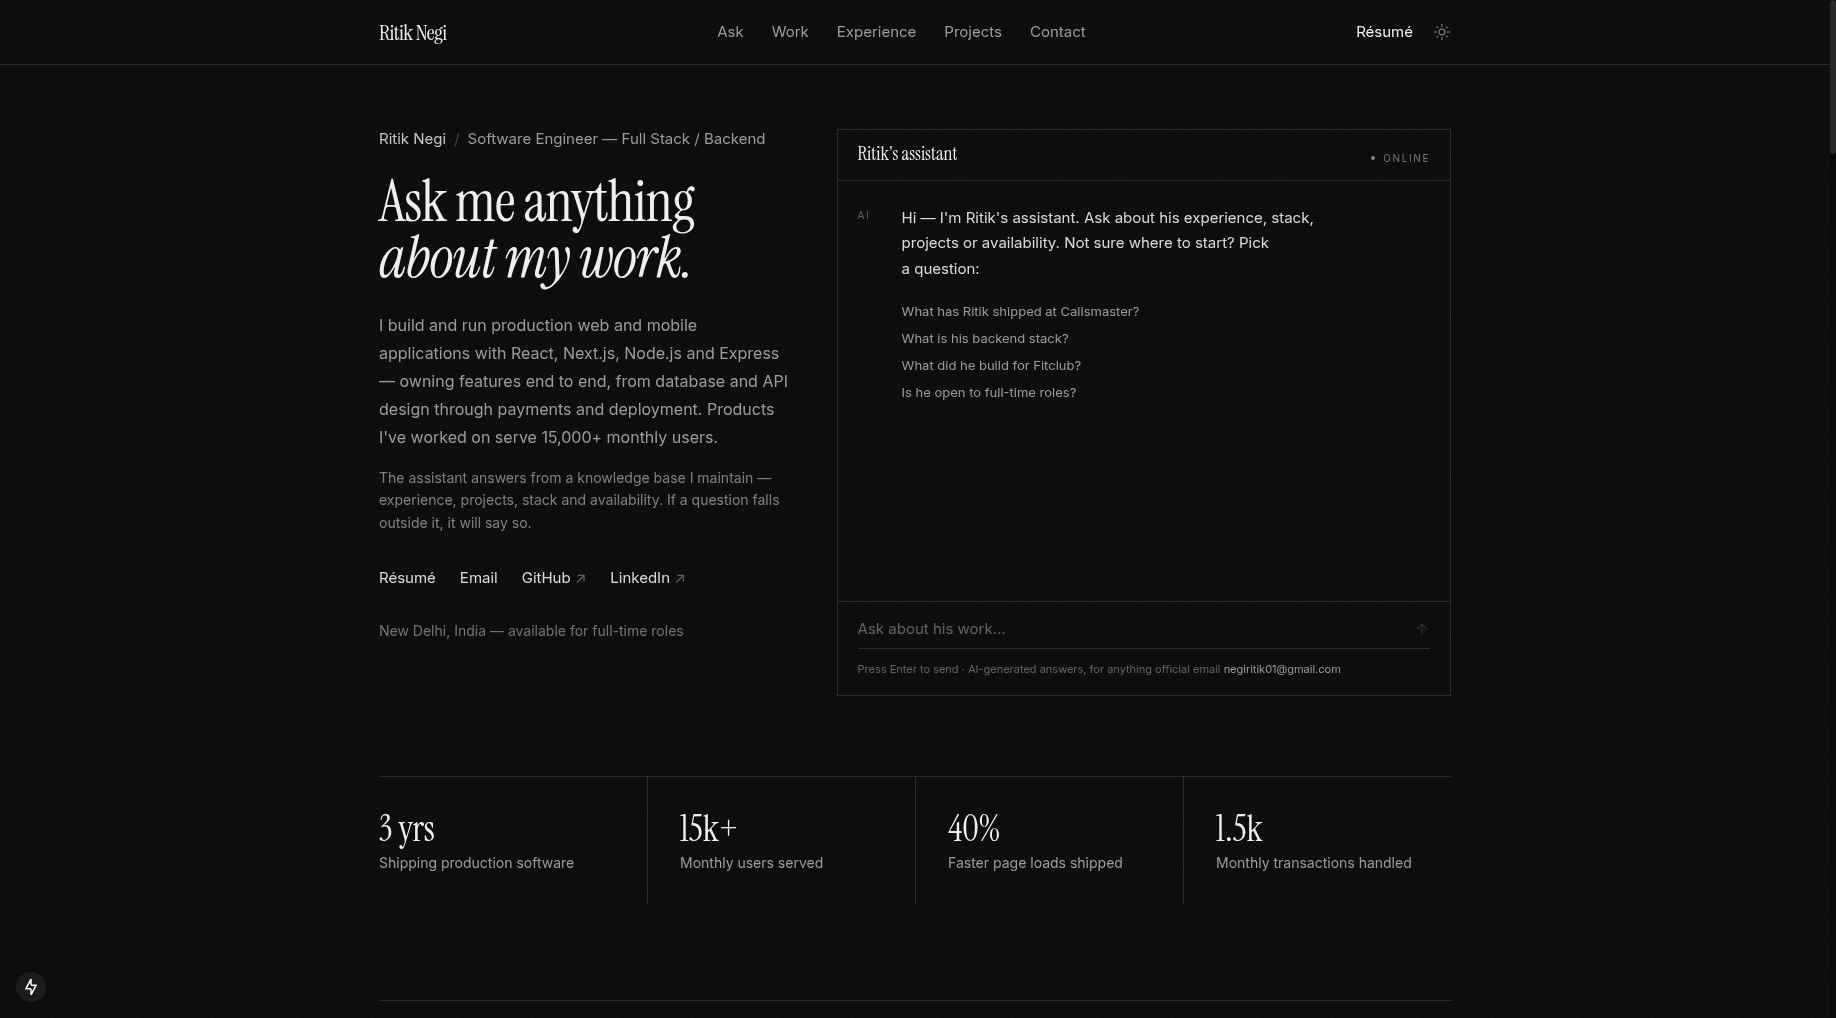 Ritik Negi
Ask Work Experience Projects Contact
Résumé
Ritik Negi / Software Engineer — Full Stack / Backend
Ask me anything
about my work.
I build and run production web and mobile
applications with React, Next.js, Node.js and Express
— owning features end to end, from database and API
design through payments and deployment. Products
I've worked on serve 15,000+ monthly users.
The assistant answers from a knowledge base I maintain —
experience, projects, stack and availability. If a question falls
outside it, it will say so.
Résumé Email GitHub ↗ LinkedIn ↗
New Delhi, India — available for full-time roles
Ritik's assistant
• ONLINE
AI
Hi — I'm Ritik's assistant. Ask about his experience, stack,
projects or availability. Not sure where to start? Pick
a question:
What has Ritik shipped at Callsmaster?
What is his backend stack?
What did he build for Fitclub?
Is he open to full-time roles?
Ask about his work...
Press Enter to send · AI-generated answers, for anything official email negiritik01@gmail.com
3 yrs
Shipping production software
15k+
Monthly users served
40%
Faster page loads shipped
1.5k
Monthly transactions handled